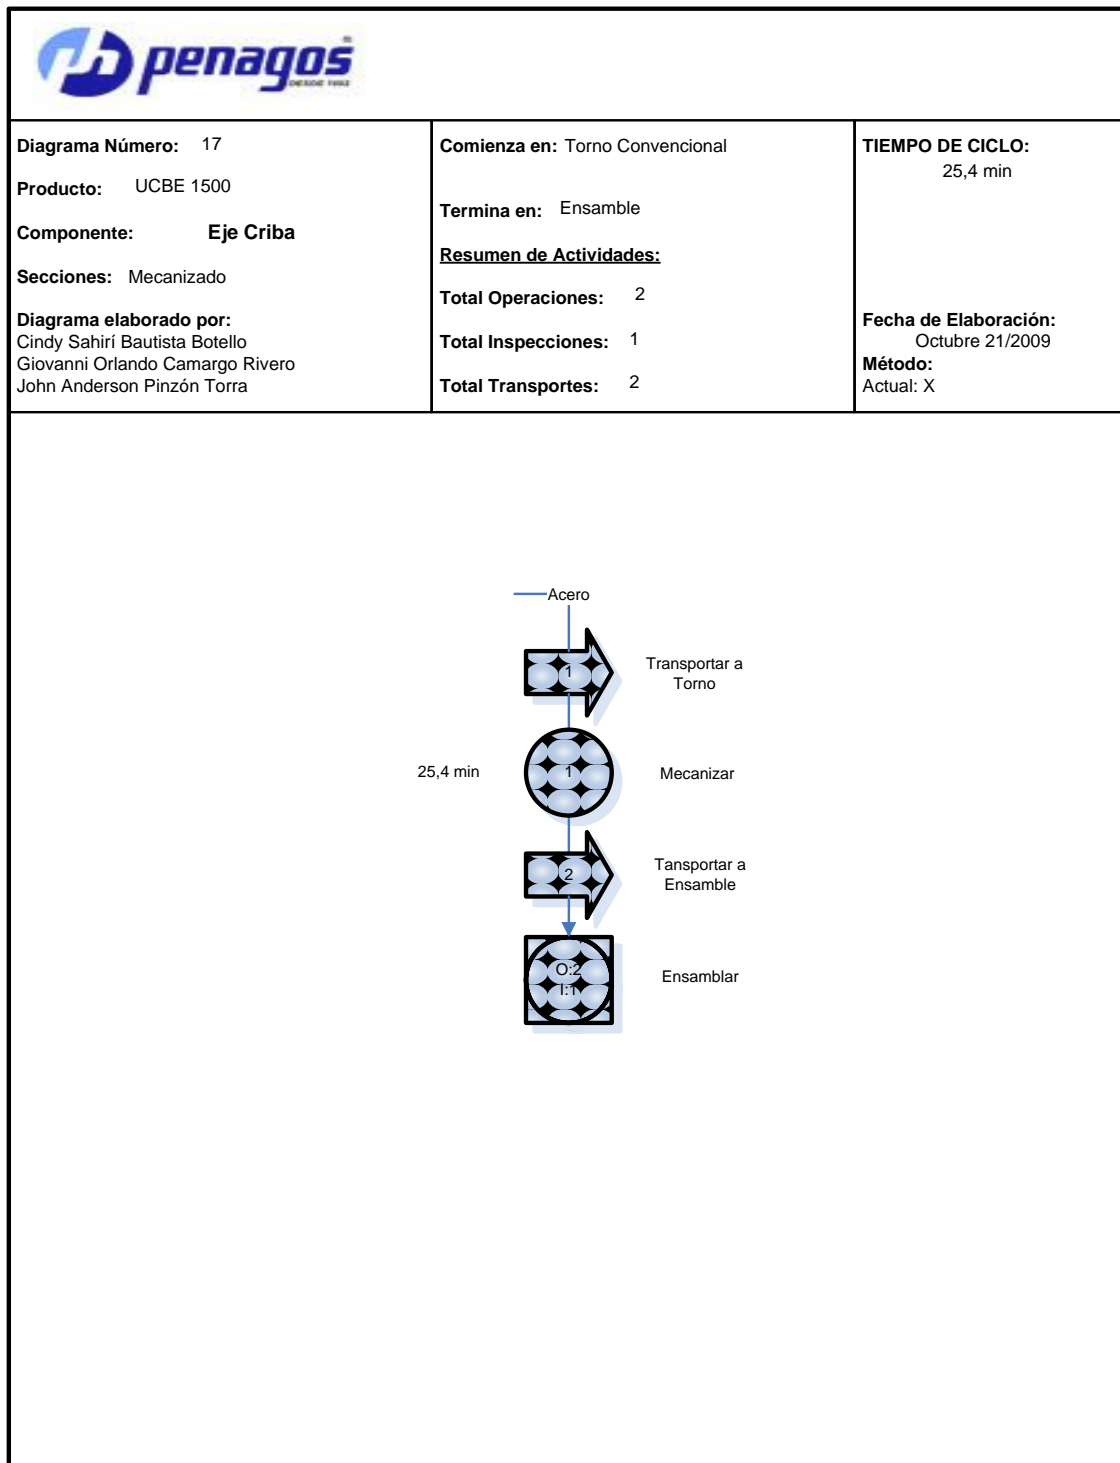 penagos
DESDE 1892
Diagrama Número: 17
Producto: UCBE 1500
Componente: Eje Criba
Secciones: Mecanizado
Diagrama elaborado por:
Cindy Sahirí Bautista Botello
Giovanni Orlando Camargo Rivero
John Anderson Pinzón Torra
Comienza en: Torno Convencional
Termina en: Ensamble
Resumen de Actividades:
Total Operaciones: 2
Total Inspecciones: 1
Total Transportes: 2
TIEMPO DE CICLO:
25,4 min
Fecha de Elaboración:
Octubre 21/2009
Método:
Actual: X
Acero
1
Transportar a
Torno
25,4 min
1
Mecanizar
2
Tansportar a
Ensamble
O:2
I:1
Ensamblar